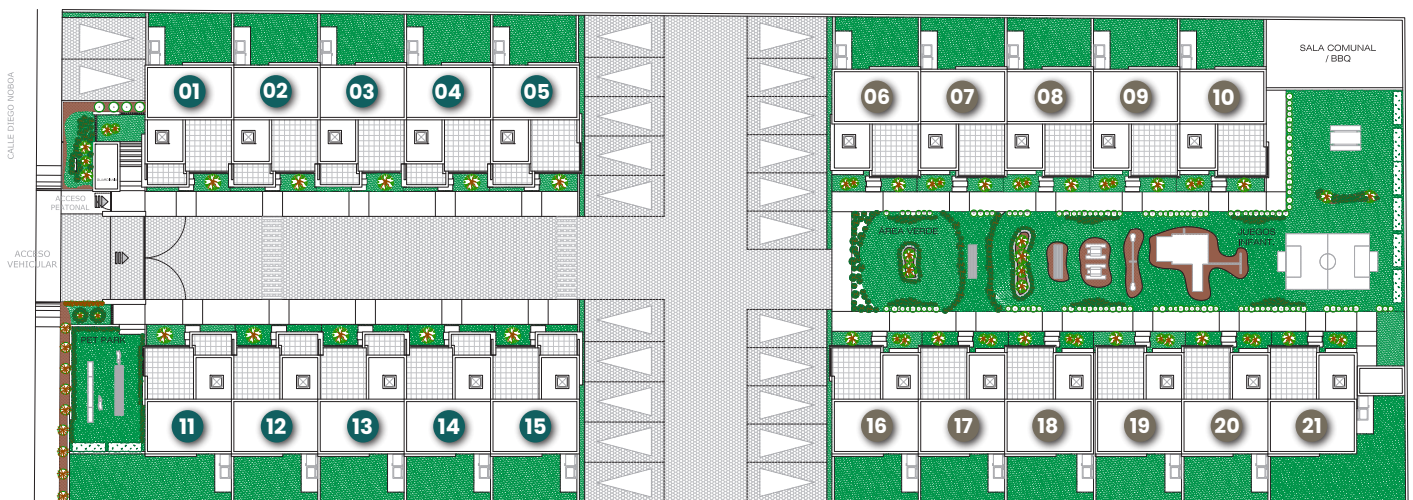 CALLE DIEGO NOBOA
01
02
03
04
05
06
07
08
09
10
SALA COMUNAL
/ BBQ
ACCESO
PEATONAL
ACCESO
VEHICULAR
ÁREA VERDE
JUEGOS
INFANT.
PET PARK
11
12
13
14
15
16
17
18
19
20
21